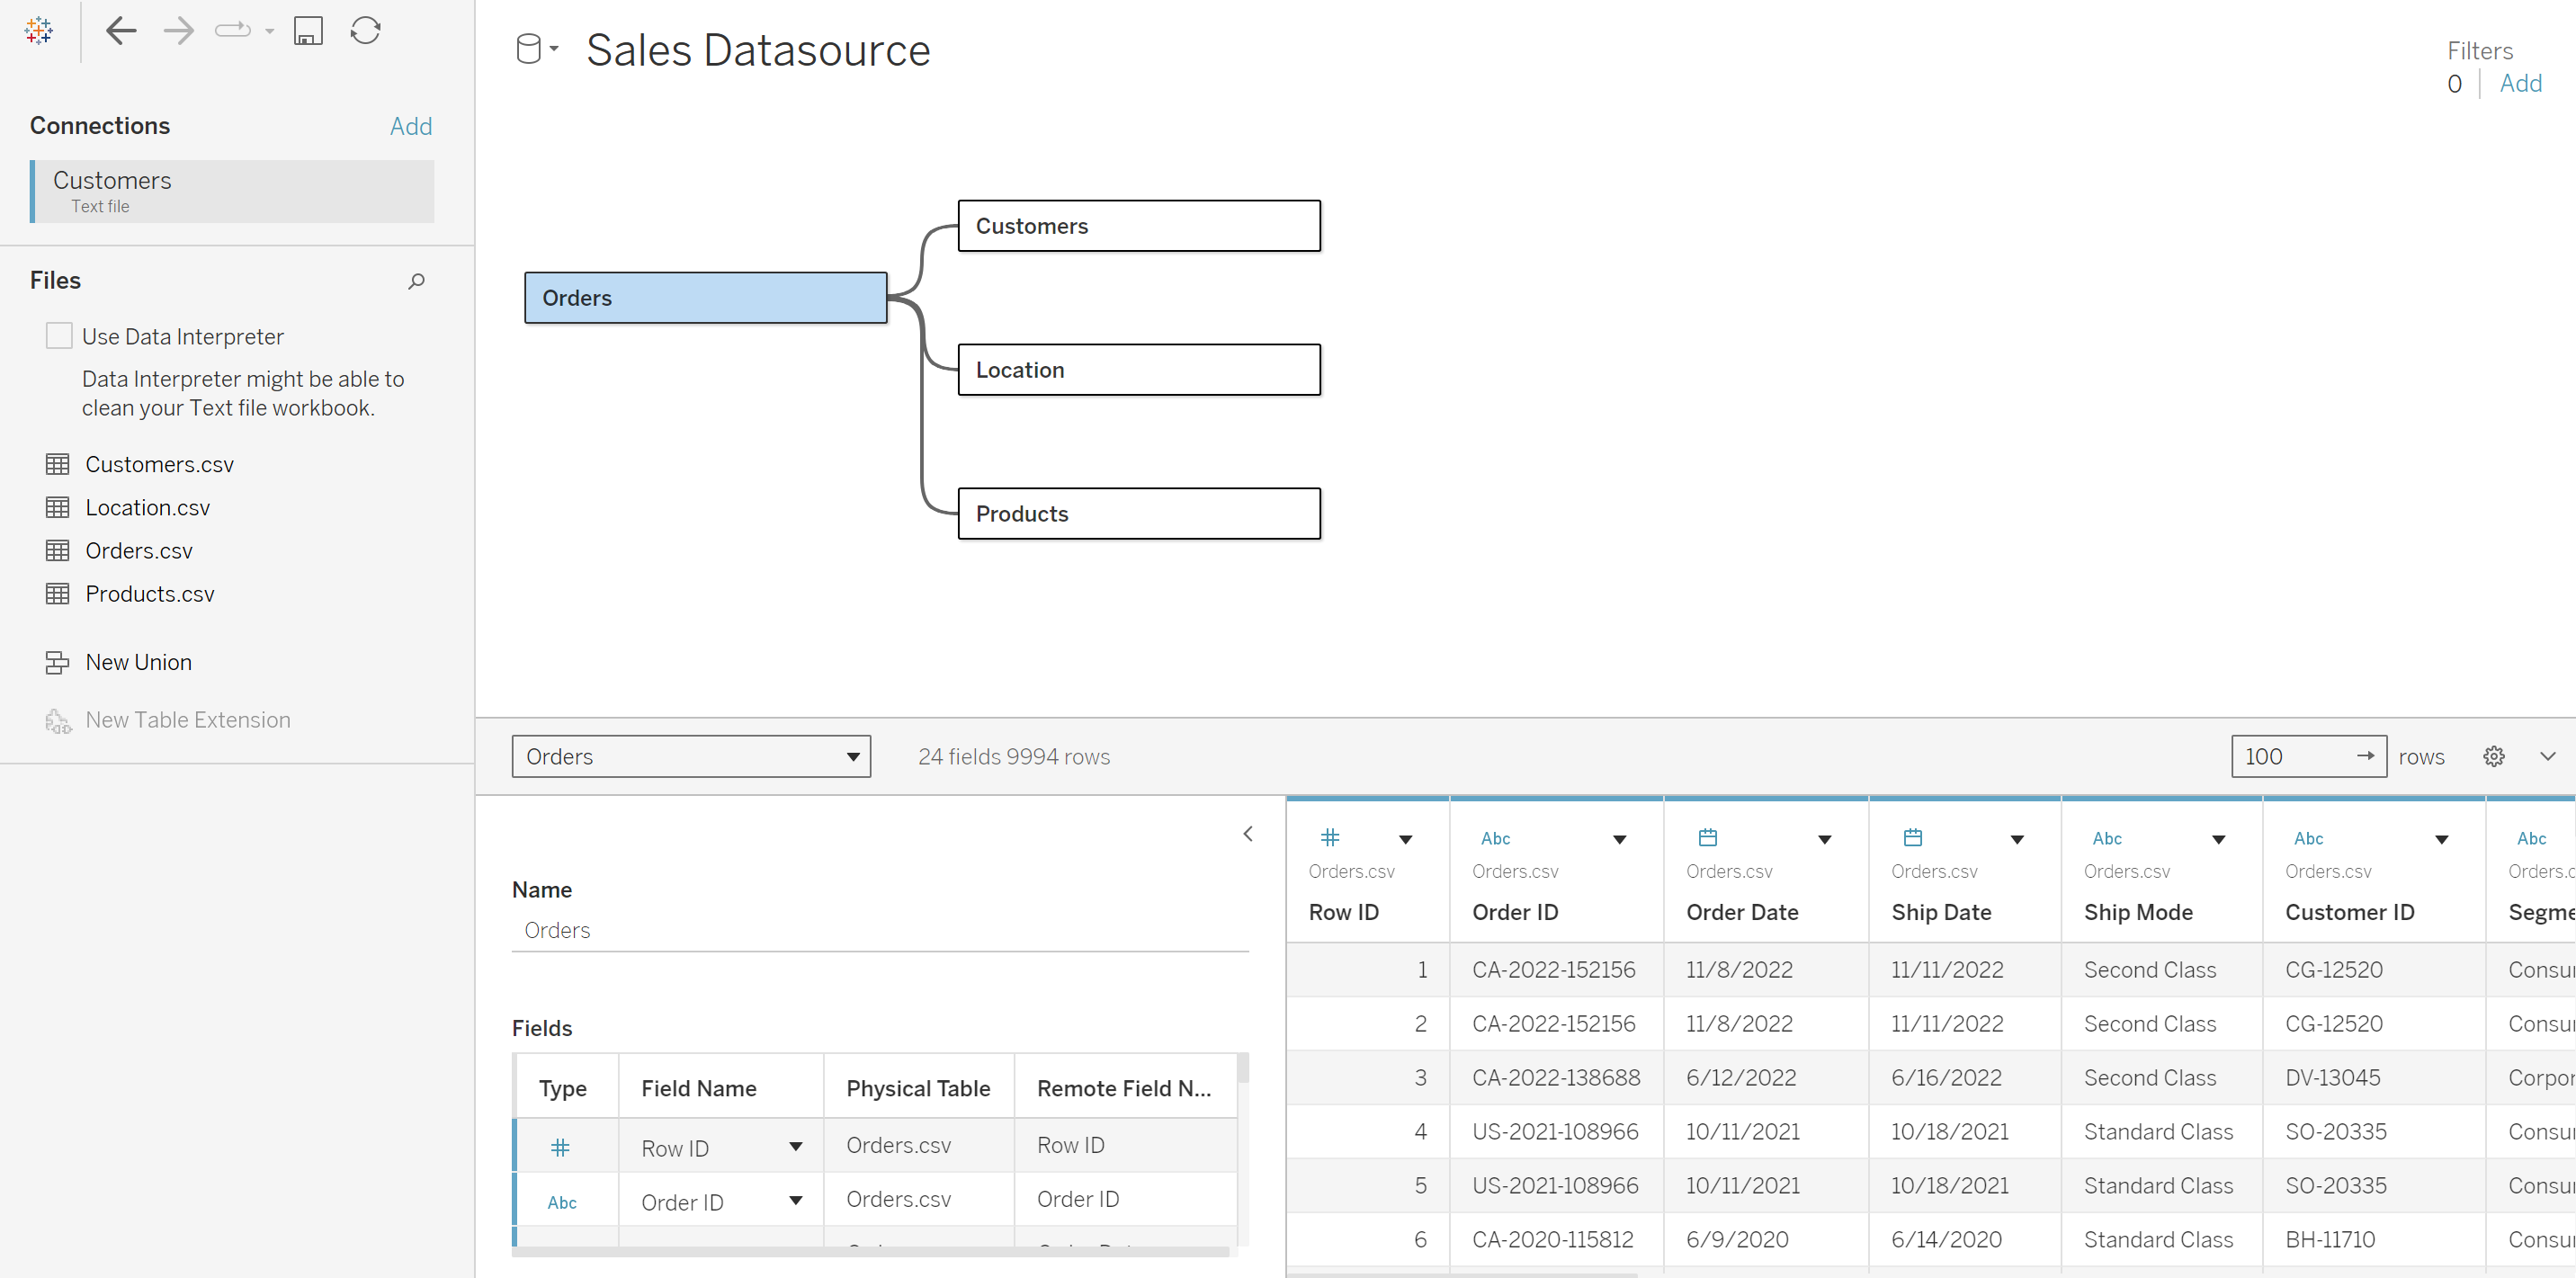 Sales Datasource
Filters
0 Add
Connections Add
Customers
Text file
Files
Use Data Interpreter
Data Interpreter might be able to
clean your Text file workbook.
Customers.csv
Location.csv
Orders.csv
Products.csv
New Union
New Table Extension
Customers
Orders
Location
Products
Orders 24 fields 9994 rows 100 rows
Name
Orders
Fields
Type Field Name Physical Table Remote Field N...
Row ID Orders.csv Row ID
Abc Order ID Orders.csv Order ID
Abc Abc Abc Abc
Orders.csv Orders.csv Orders.csv Orders.csv Orders.csv Orders.csv Orders.c
Row ID Order ID Order Date Ship Date Ship Mode Customer ID Segme
1 CA-2022-152156 11/8/2022 11/11/2022 Second Class CG-12520 Consu
2 CA-2022-152156 11/8/2022 11/11/2022 Second Class CG-12520 Consu
3 CA-2022-138688 6/12/2022 6/16/2022 Second Class DV-13045 Corpor
4 US-2021-108966 10/11/2021 10/18/2021 Standard Class SO-20335 Consu
5 US-2021-108966 10/11/2021 10/18/2021 Standard Class SO-20335 Consu
6 CA-2020-115812 6/9/2020 6/14/2020 Standard Class BH-11710 Consu